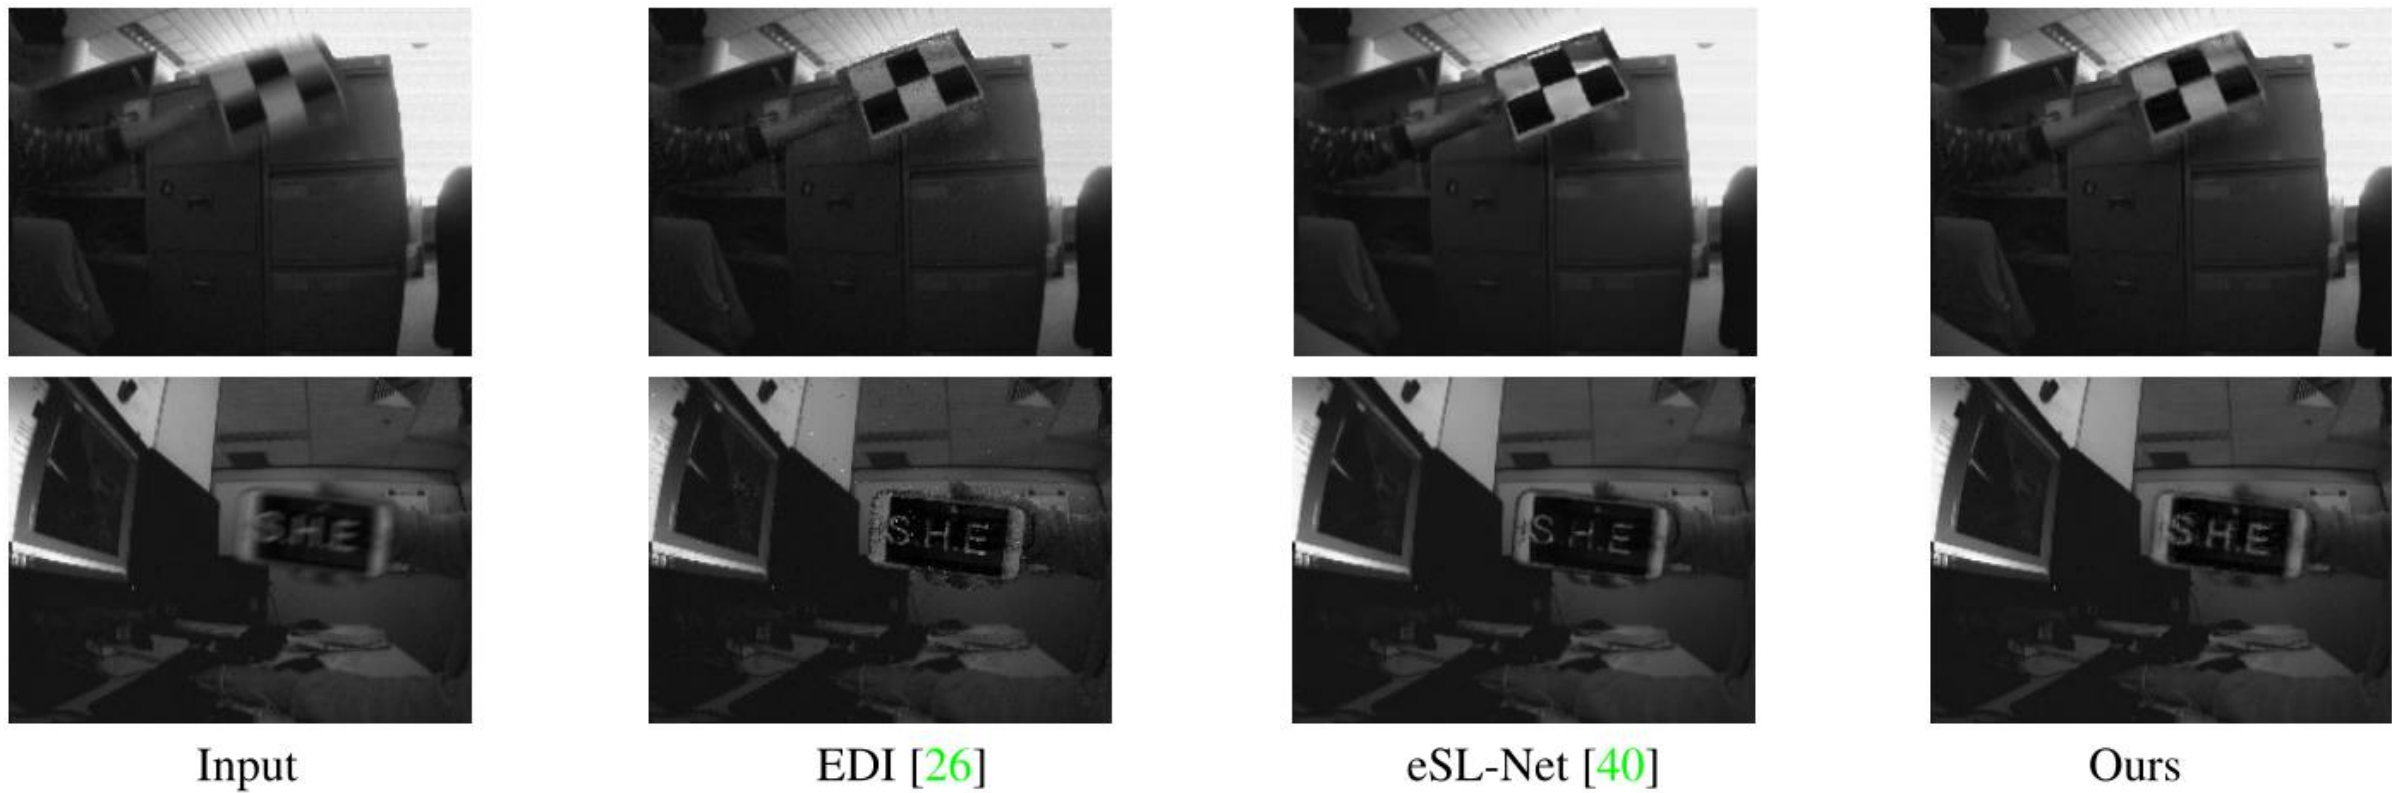 SHE
S H E
S H E
S H E
Input
EDI [26]
eSL-Net [40]
Ours